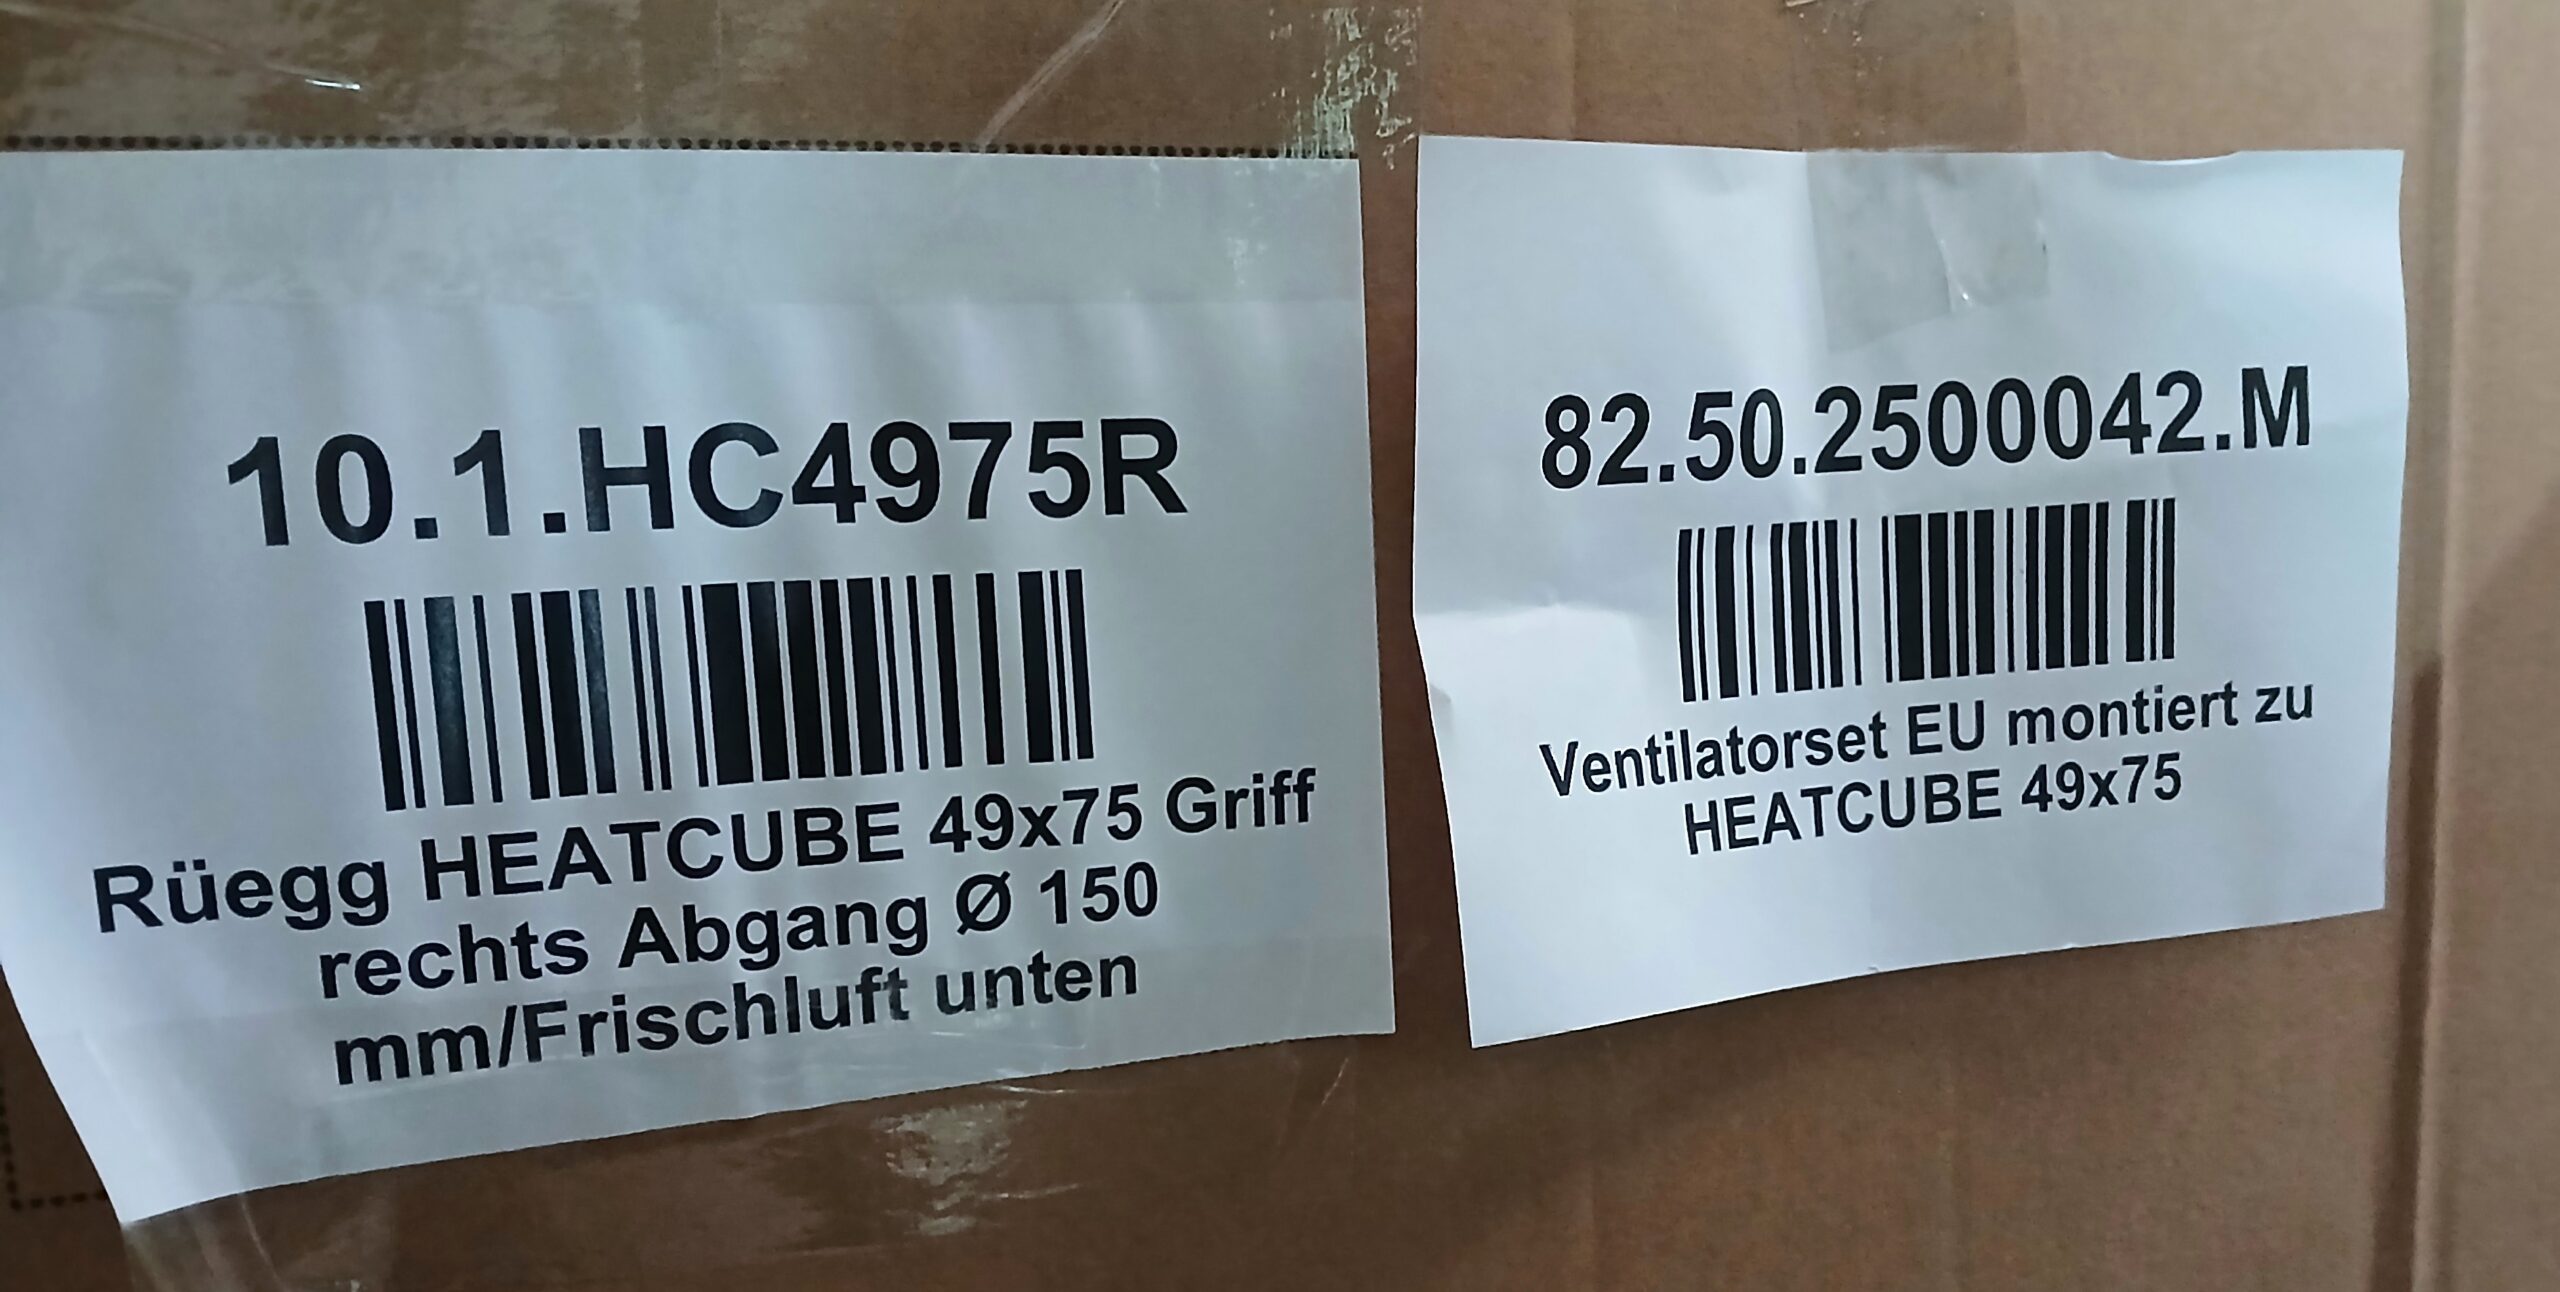 10.1.HC4975R
Rüegg HEATCUBE 49x75 Griff
rechts Abgang Ø 150
mm/Frischluft unten
82.50.2500042.M
Ventilatorset EU montiert zu
HEATCUBE 49x75